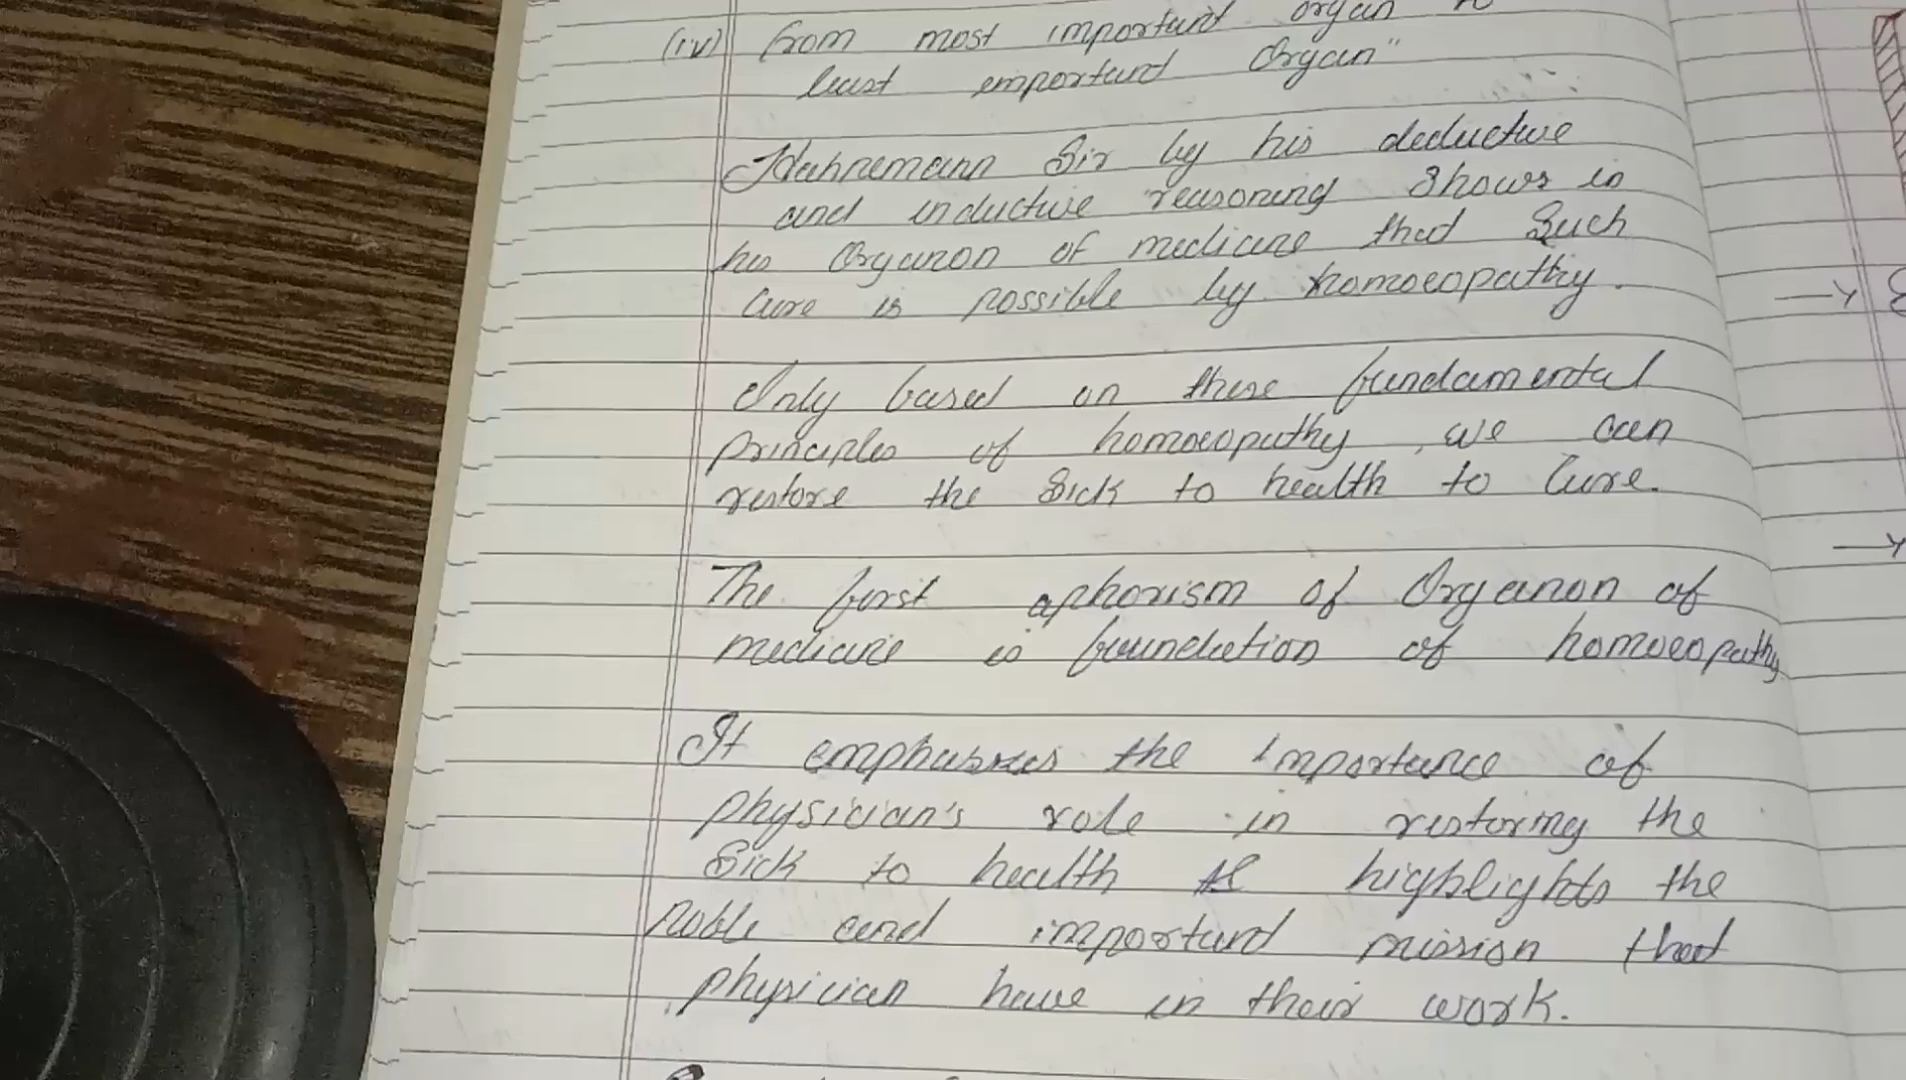 (iv) from most important organ to
least emportant Organ"
Hahnemann Sir by his deductive
and inductive reasoning Shows in
his Organon of medicine that Such
Cure is possible by homoeopathy.
Only based on these fundamental
principles of homoeopathy, we can
restore the Sick to health to Cure.
The first aphorism of Organon of
medicine is foundation of homoeopathy
It emphasises the importance of
physician's role in restoring the
Sick to health & highlights the
Noble and important mission that
physician have in their work.